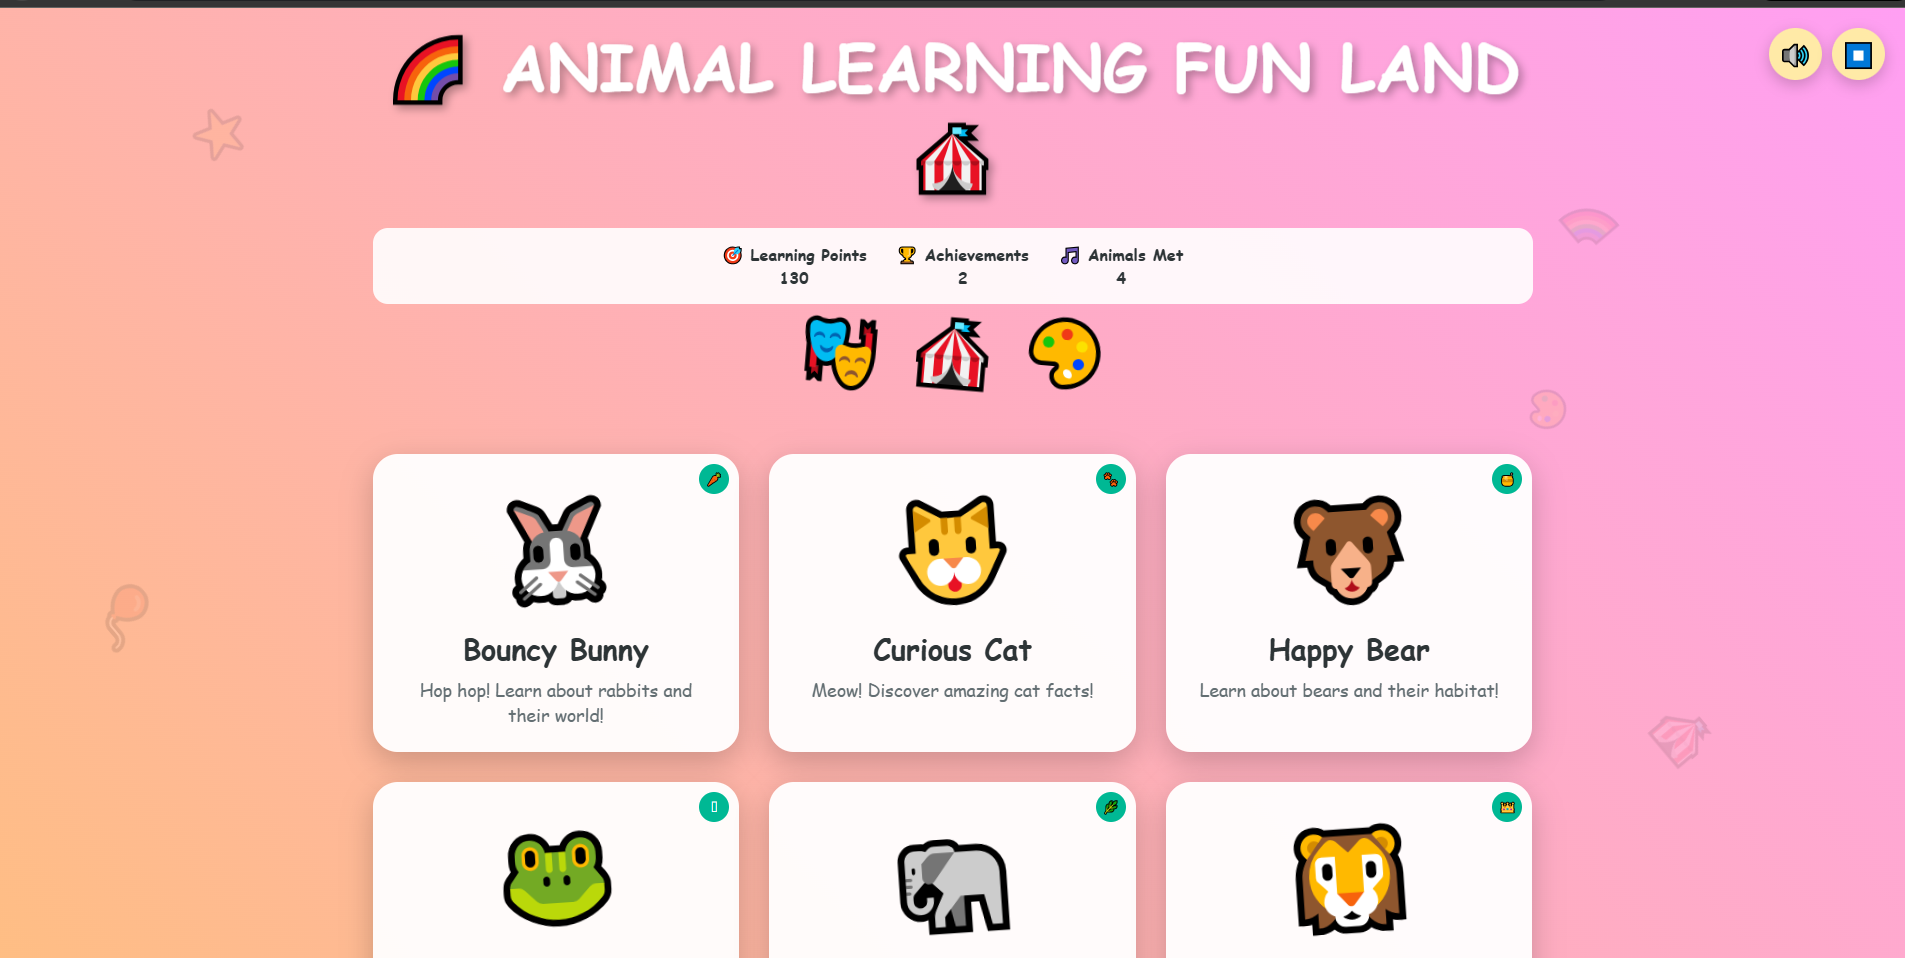 ANIMAL LEARNING FUN LAND
Learning Points
130
Achievements
2
Animals Met
4
Bouncy Bunny
Hop hop! Learn about rabbits and
their world!
Curious Cat
Meow! Discover amazing cat facts!
Happy Bear
Learn about bears and their habitat!